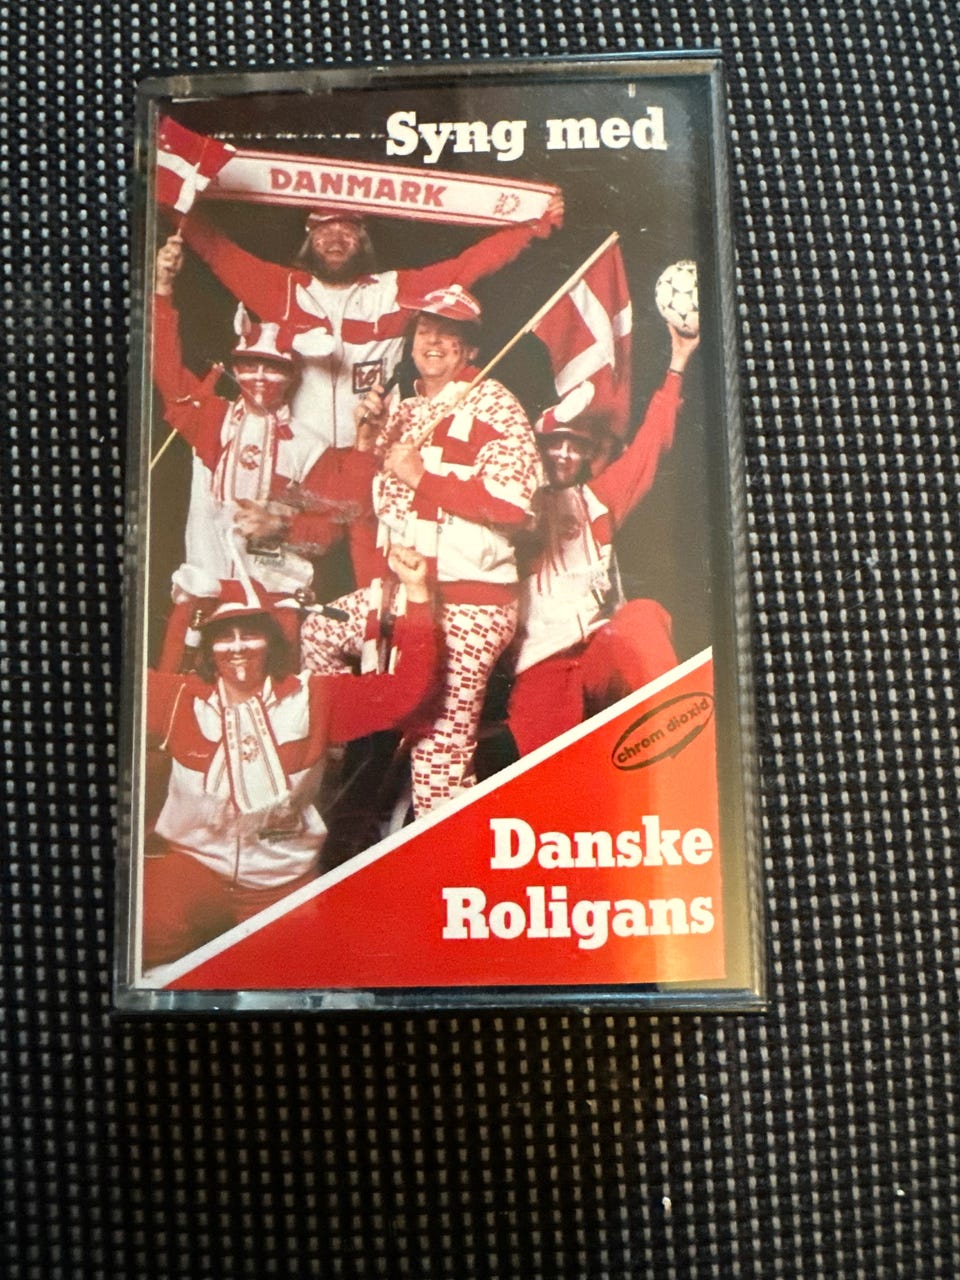 Syng med
DANMARK
chrom dioxid
Danske
Roligans